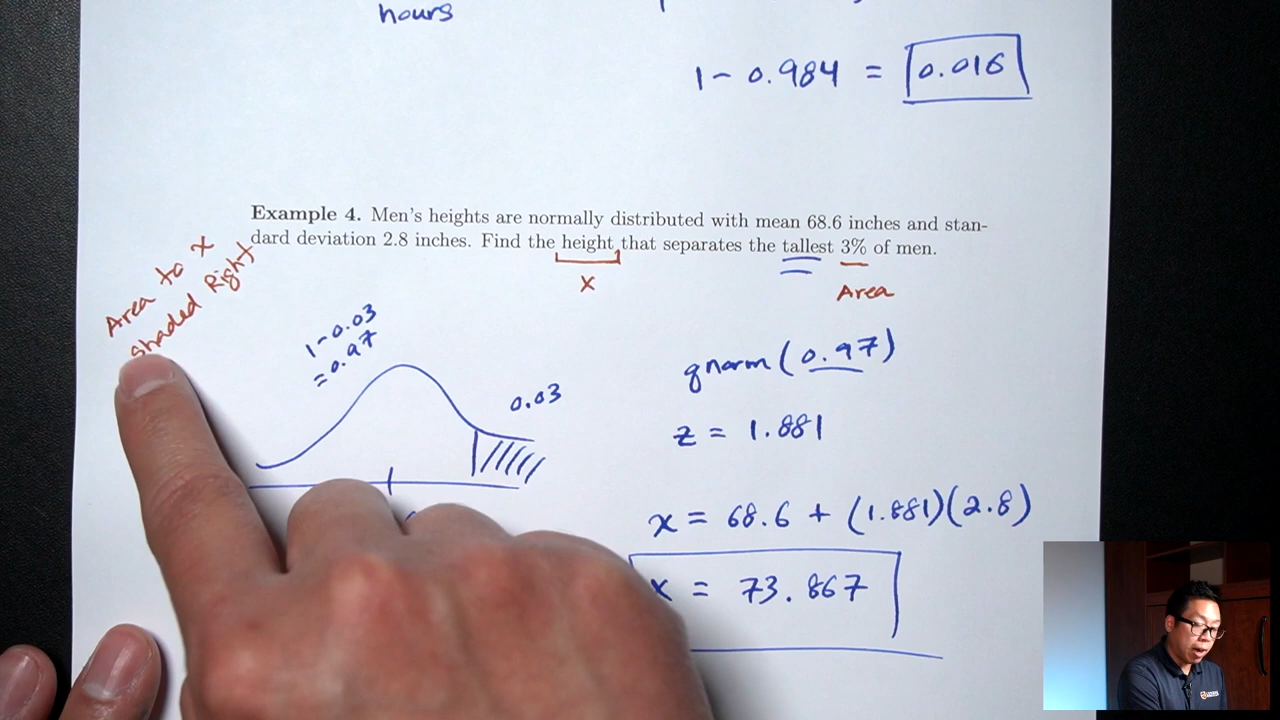 hours
1 - 0.984 = 0.016
Example 4. Men's heights are normally distributed with mean 68.6 inches and stan-
dard deviation 2.8 inches. Find the height that separates the tallest 3% of men.
x
Area
Area to x
shaded Right
1-0.03
= 0.97
0.03
qnorm(0.97)
z = 1.881
x = 68.6 + (1.881)(2.8)
x = 73.867